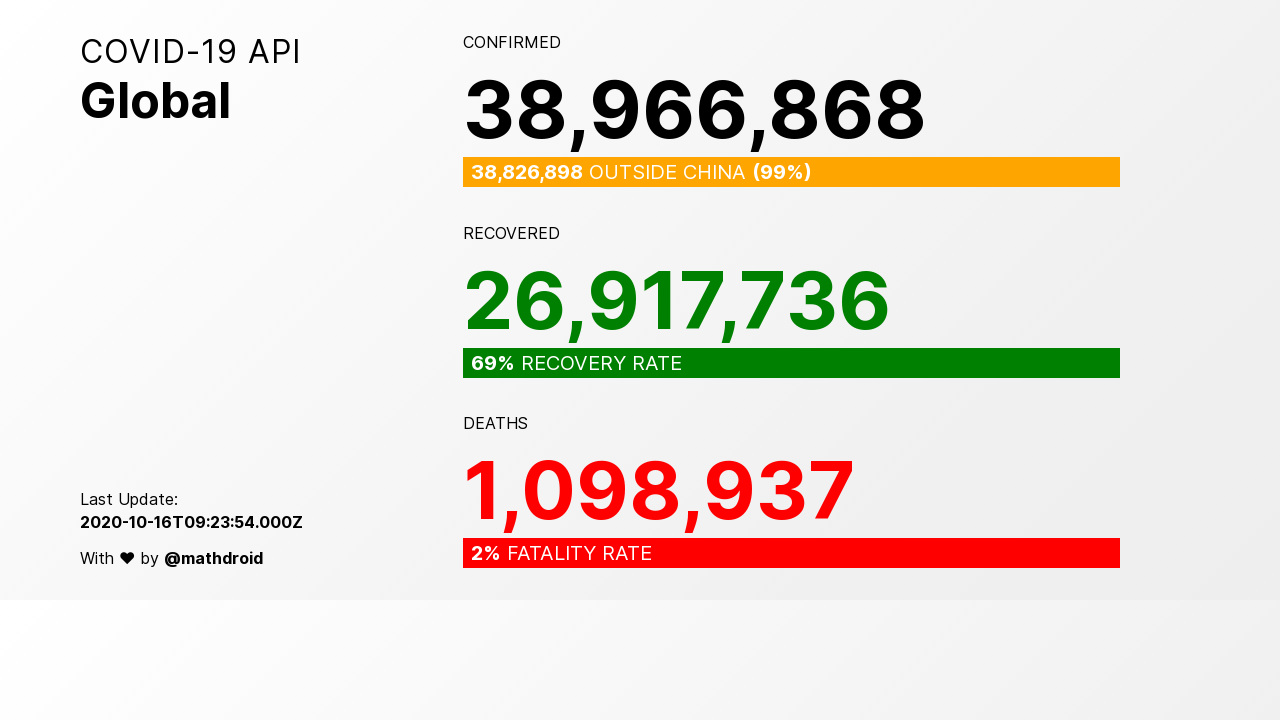 COVID-19 API
Global
CONFIRMED
38,966,868
38,826,898 OUTSIDE CHINA (99%)
RECOVERED
26,917,736
69% RECOVERY RATE
DEATHS
1,098,937
2% FATALITY RATE
Last Update:
2020-10-16T09:23:54.000Z
With ♥ by @mathdroid